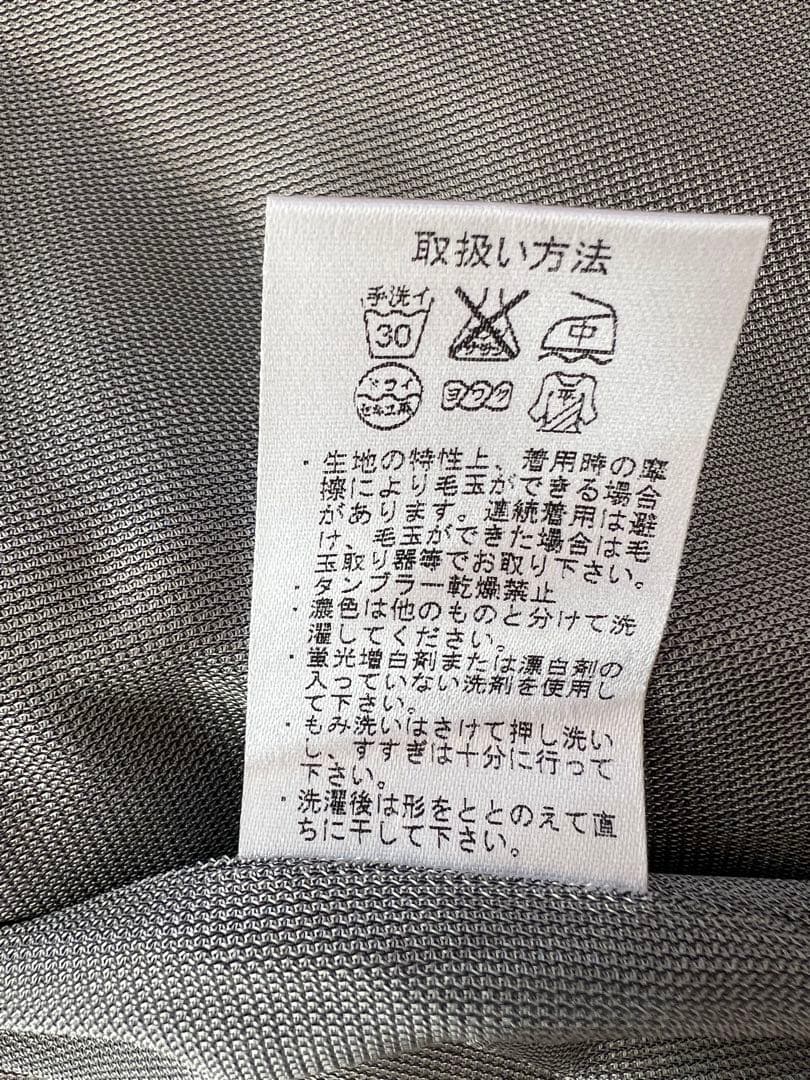 取扱い方法
手洗イ
30
エンソサラシ
中
ドライ
セキユ系
ヨワク
平
・生地の特性上、着用時の摩
擦により毛玉ができる場合
があります。連続着用は避
け、毛玉ができた場合は毛
玉取り器等でお取り下さい。
・タンブラー乾燥禁止
・濃色は他のものと分けて洗
濯してください。
・蛍光増白剤または漂白剤の
入っていない洗剤を使用し
て下さい。
・もみ洗いはさけて押し洗い
し、すすぎは十分に行って
下さい。
・洗濯後は形をととのえて直
ちに干して下さい。